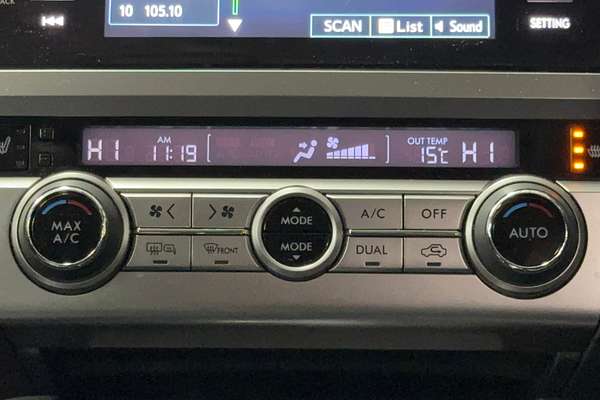 10 105.10
SCAN List Sound SETTING
HI AM 11:19 OUT TEMP 15℃ HI
MAX A/C
MODE
MODE
A/C OFF
FRONT DUAL
AUTO